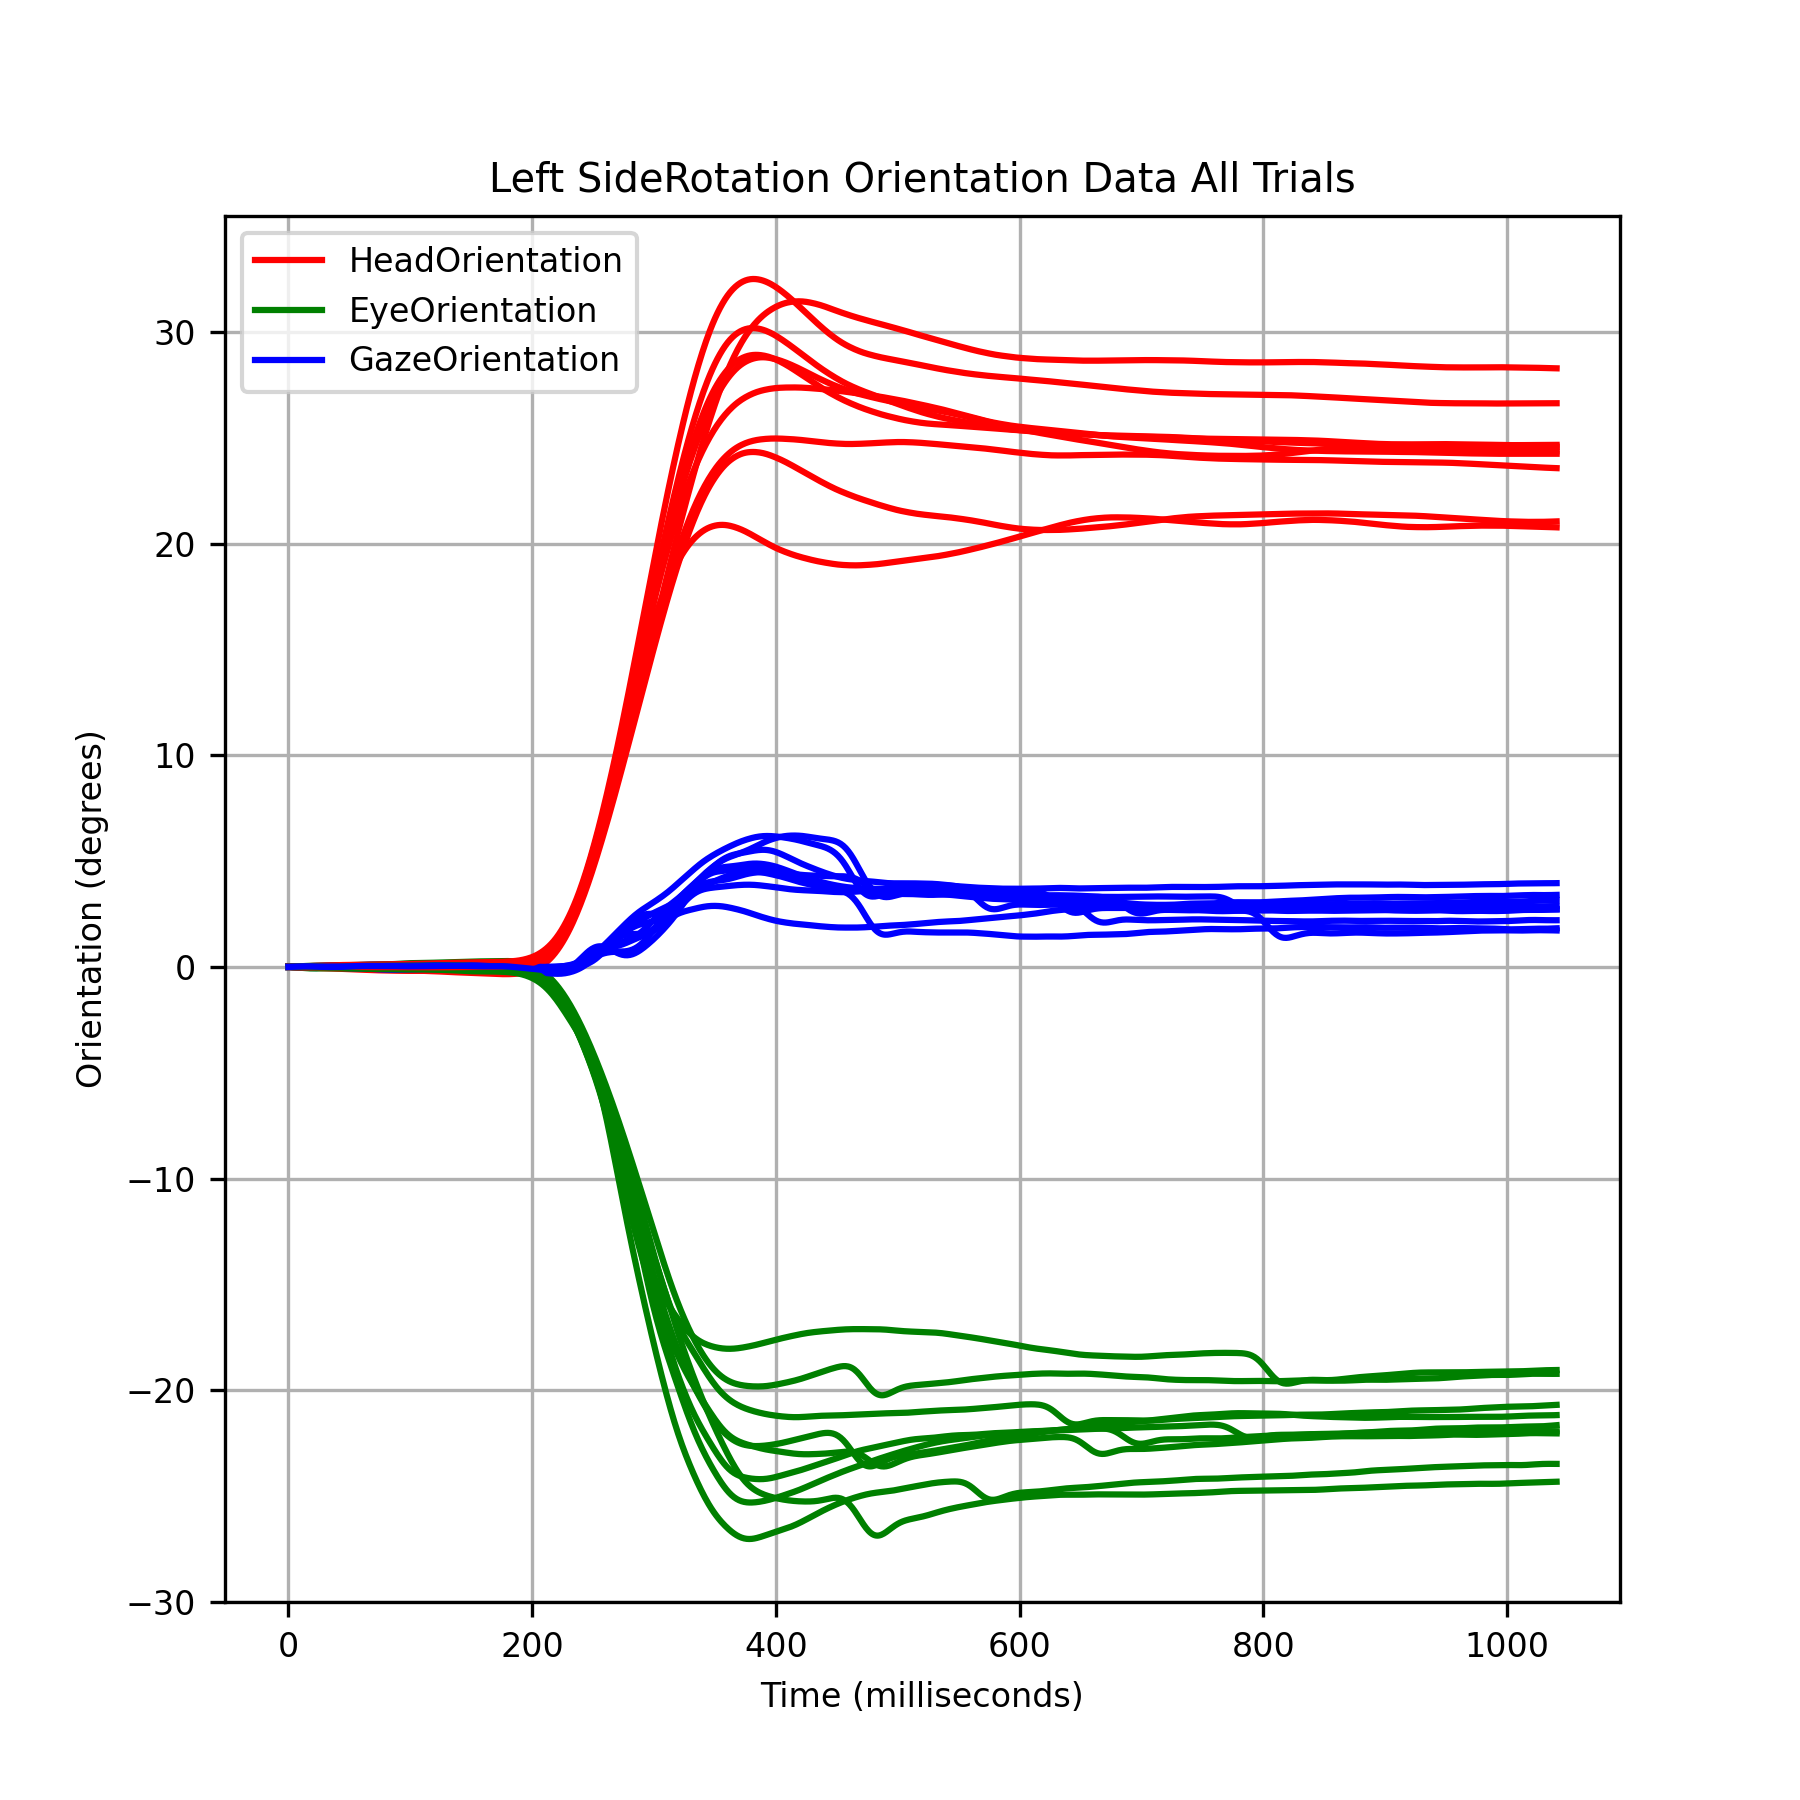 Left SideRotation Orientation Data All Trials
HeadOrientation
EyeOrientation
GazeOrientation
30
20
10
0
−10
−20
−30
Orientation (degrees)
0 200 400 600 800 1000
Time (milliseconds)